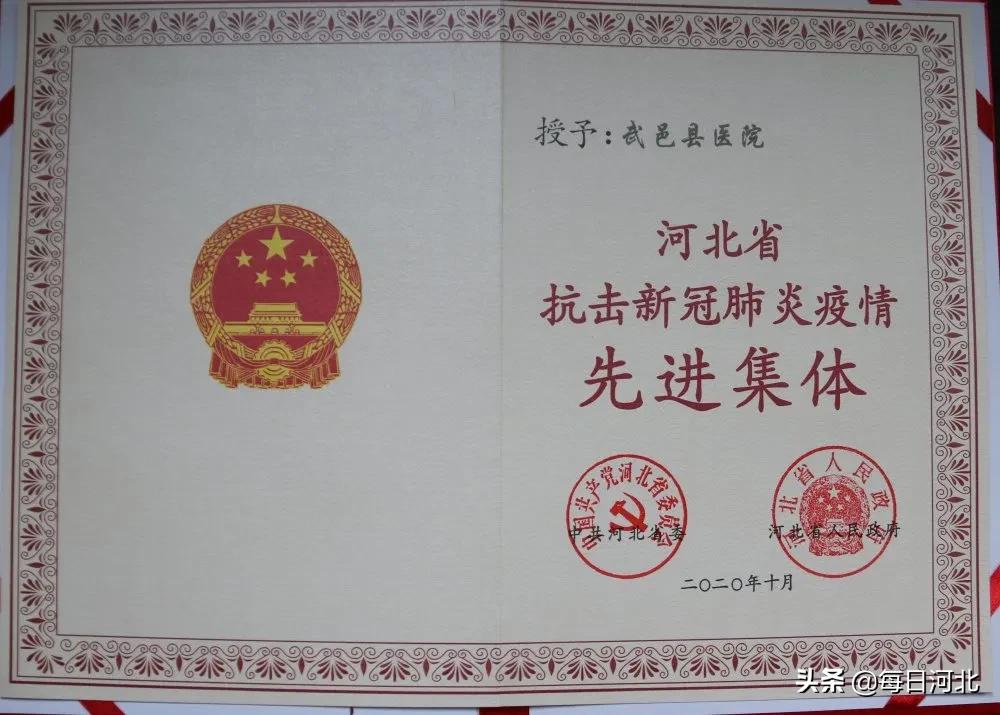 授予：武邑县医院
河北省
抗击新冠肺炎疫情
先进集体
中国共产党河北省委员会
中共河北省委
河北省人民政府
河北省人民政府
二〇二〇年十月
头条 @每日河北